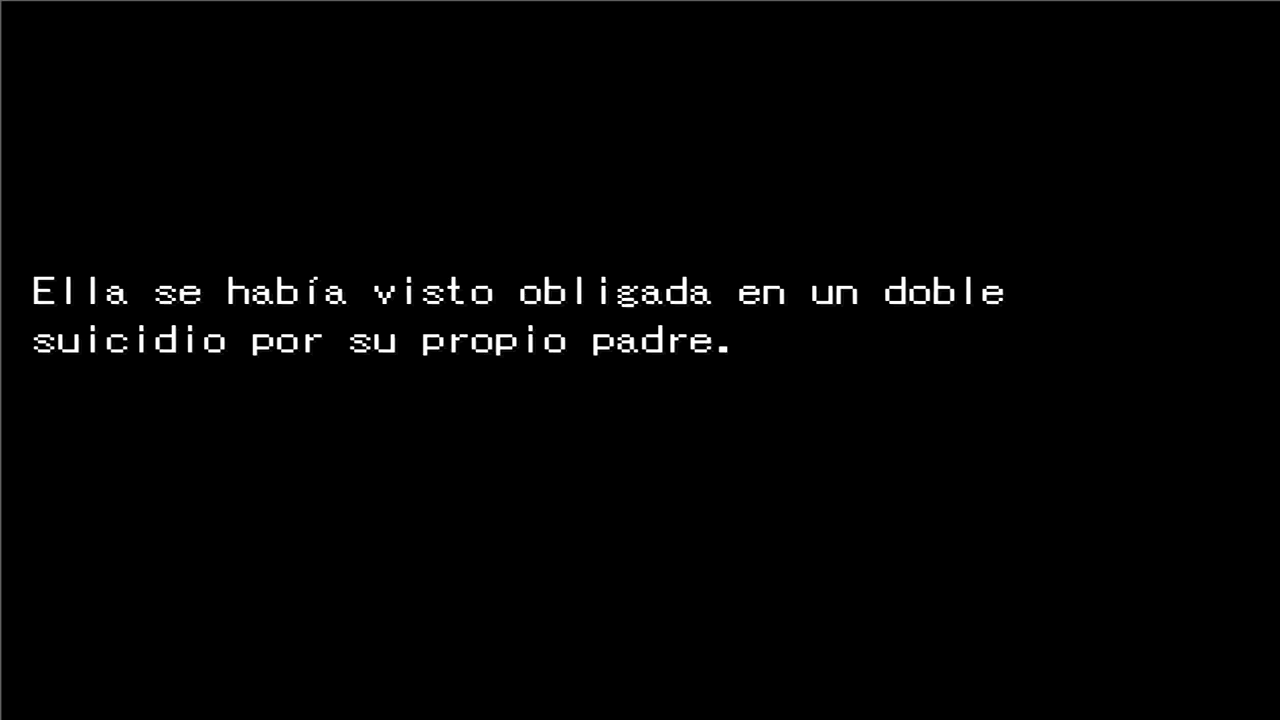 Ella se había visto obligada en un doble
suicidio por su propio padre.